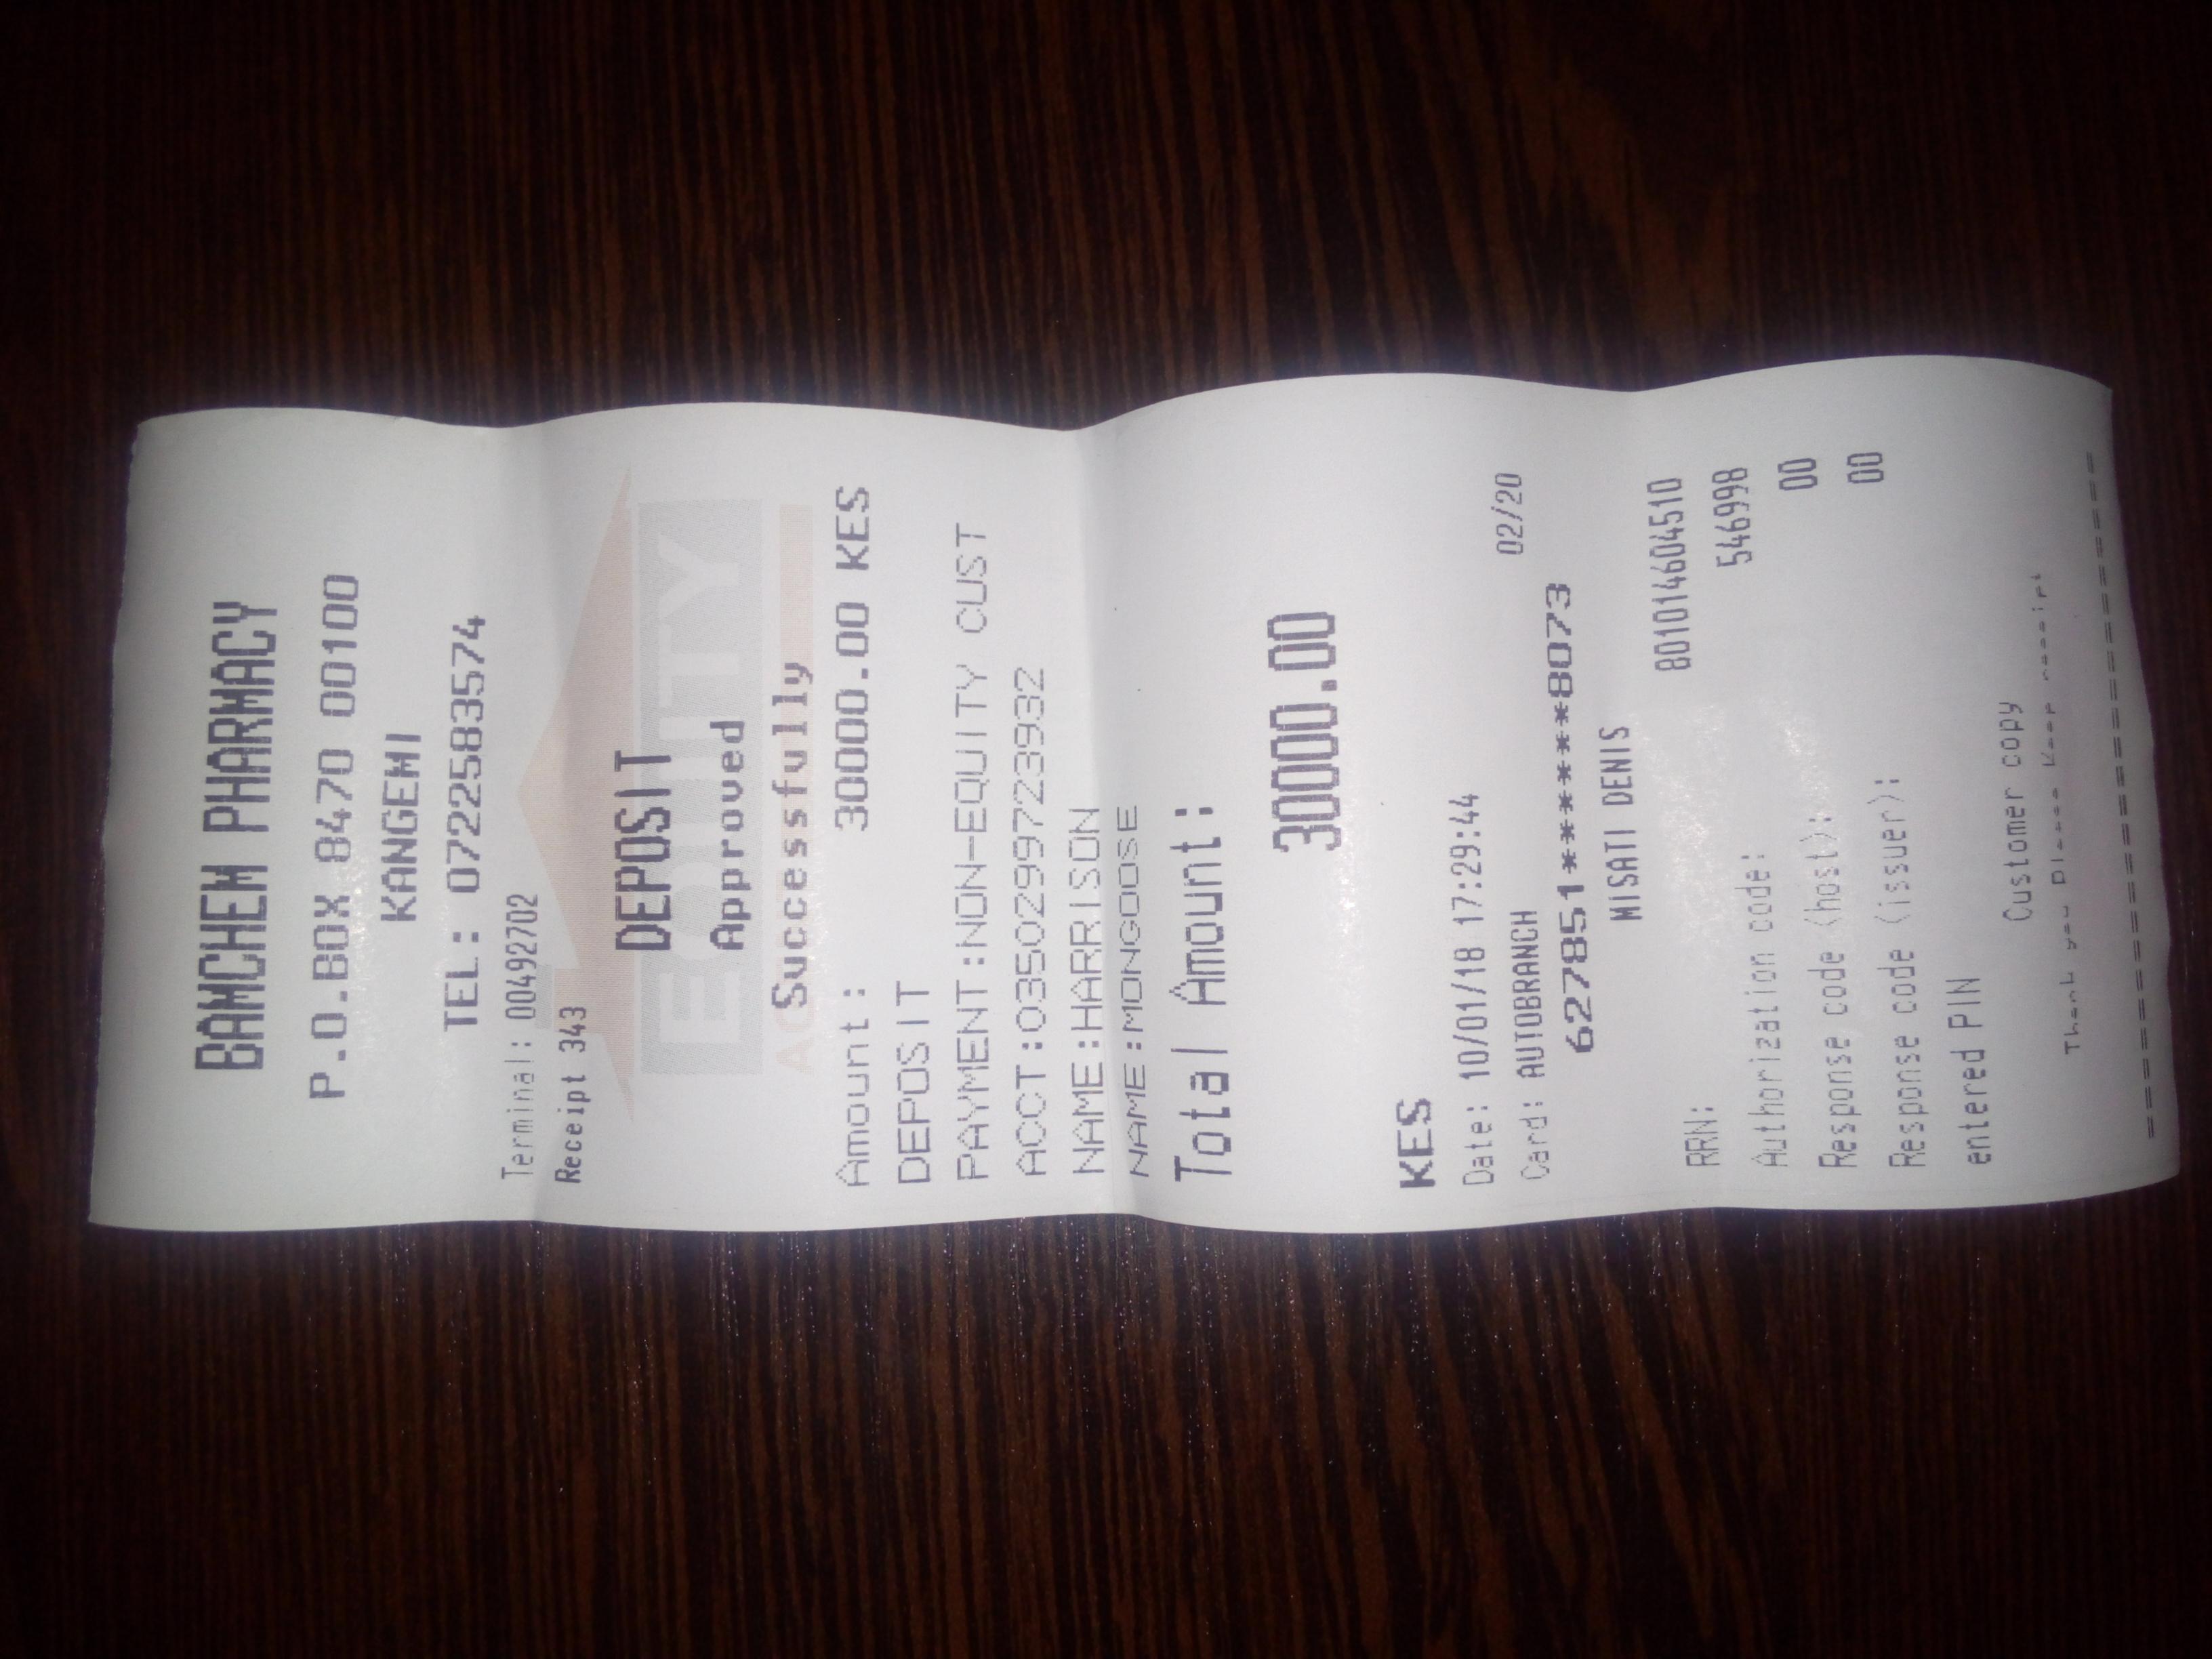 BAMCHEM PHARMACY
P.O.BOX 8470 00100
KANGEMI
TEL: 0722583574
Terminal: 00492702
Receipt 343
EQUITY
DEPOSIT
Approved
Successfully
Amount: 30000.00 KES
DEPOSIT
PAYMENT:NON-EQUITY CUST
ACCT:0350299723982
NAME:HARRISON
NAME:MONGOOSE
Total Amount:
30000.00
KES
Date: 10/01/18 17:29:44
Card: AUTOBRANCH 02/20
627851******8073
MISATI DENIS
RRN: 801014604510
Authorization code: 546998
Response code (host): 00
Response code (issuer): 00
entered PIN
Customer copy
Thank you Please Keep receipt
====================